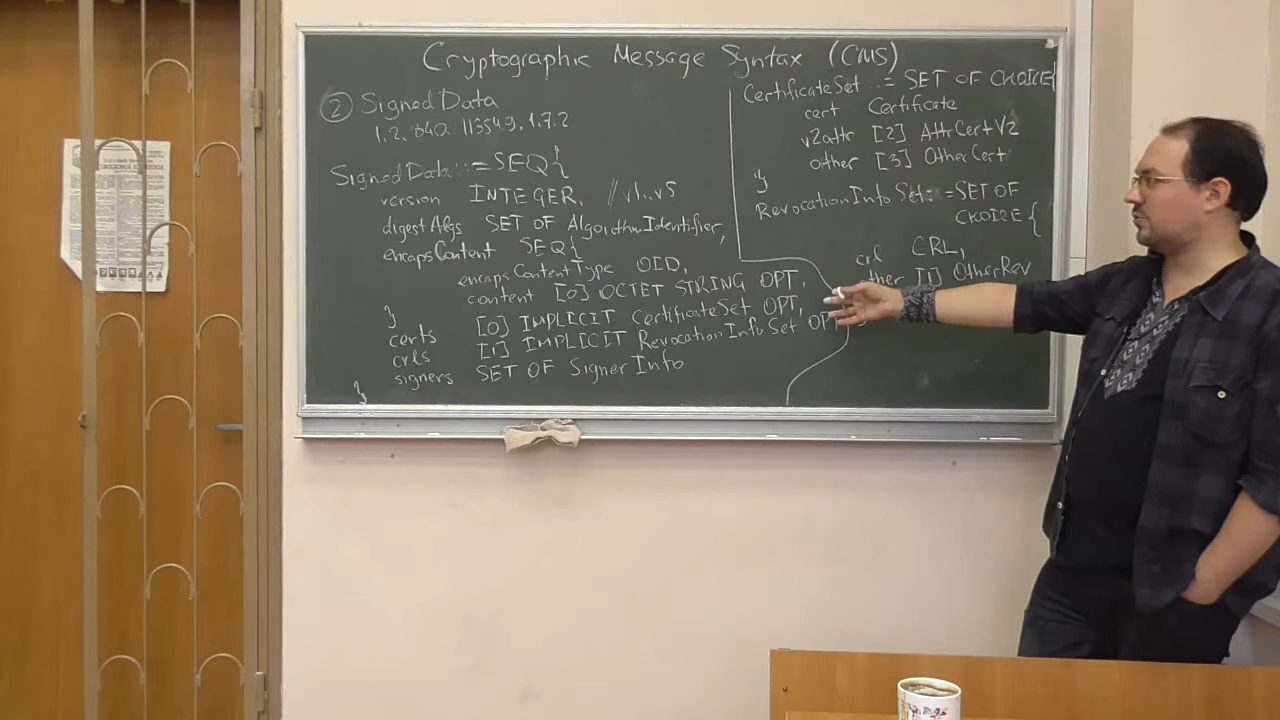 Cryptographic Message Syntax (CMS)
② Signed Data
1.2.840.113549.1.7.2
SignedData ::= SEQ{
version INTEGER, // v1..v5
digestAlgs SET OF AlgorithmIdentifier,
encapsContent SEQ{
encapsContentType OID,
content [0] OCTET STRING OPT,
}
certs [0] IMPLICIT CertificateSet OPT,
crls [1] IMPLICIT RevocationInfoSet OPT
signers SET OF SignerInfo
}
CertificateSet ::= SET OF CHOICE{
cert Certificate
v2attr [2] AttrCertV2
other [3] OtherCert
}
RevocationInfoSet ::= SET OF
CHOICE{
crl CRL,
other [1] OtherRev
}